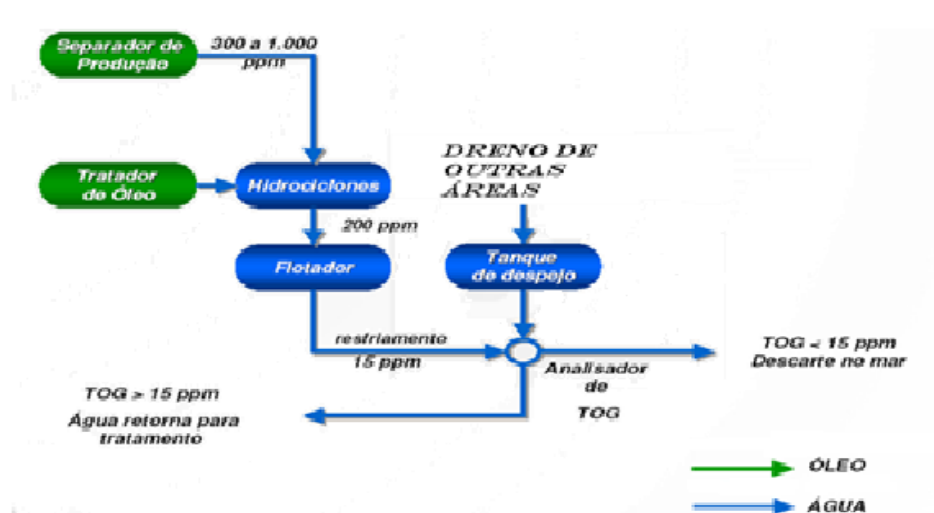 Separador de
Produção
300 a 1.000
ppm
Tratador
de Óleo
Hidrociclones
DRENO DE
OUTRAS
ÁREAS
200 ppm
Flotador
Tanque
de despejo
resfriamento
15 ppm
Analisador
de
TOG
TOG < 15 ppm
Descarte no mar
TOG > 15 ppm
Água retorna para
tratamento
ÓLEO
ÁGUA